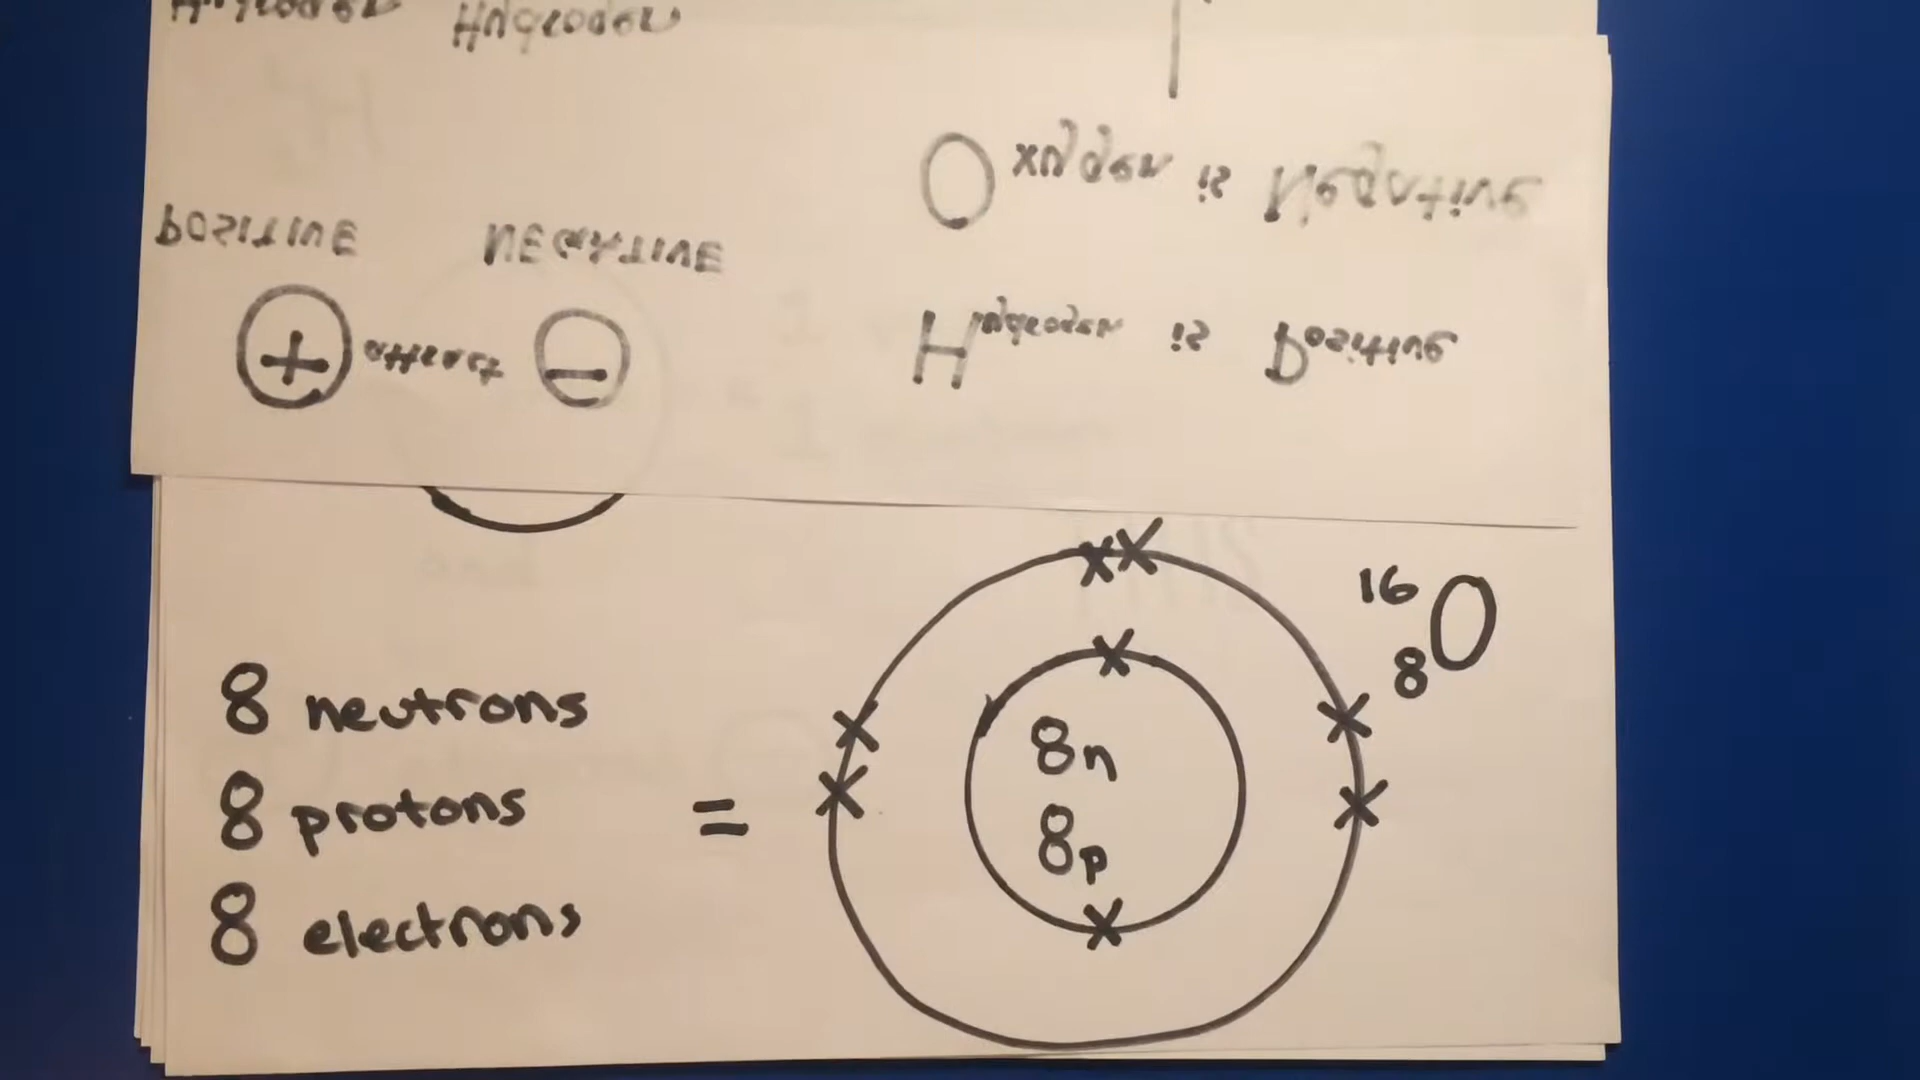 Hydrogen Hydrogen
Oxygen is Negative
POSITIVE NEGATIVE
Hydrogen is Positive
+ attract −
16
O
8
8 neutrons
8n
8 protons =
8p
8 electrons